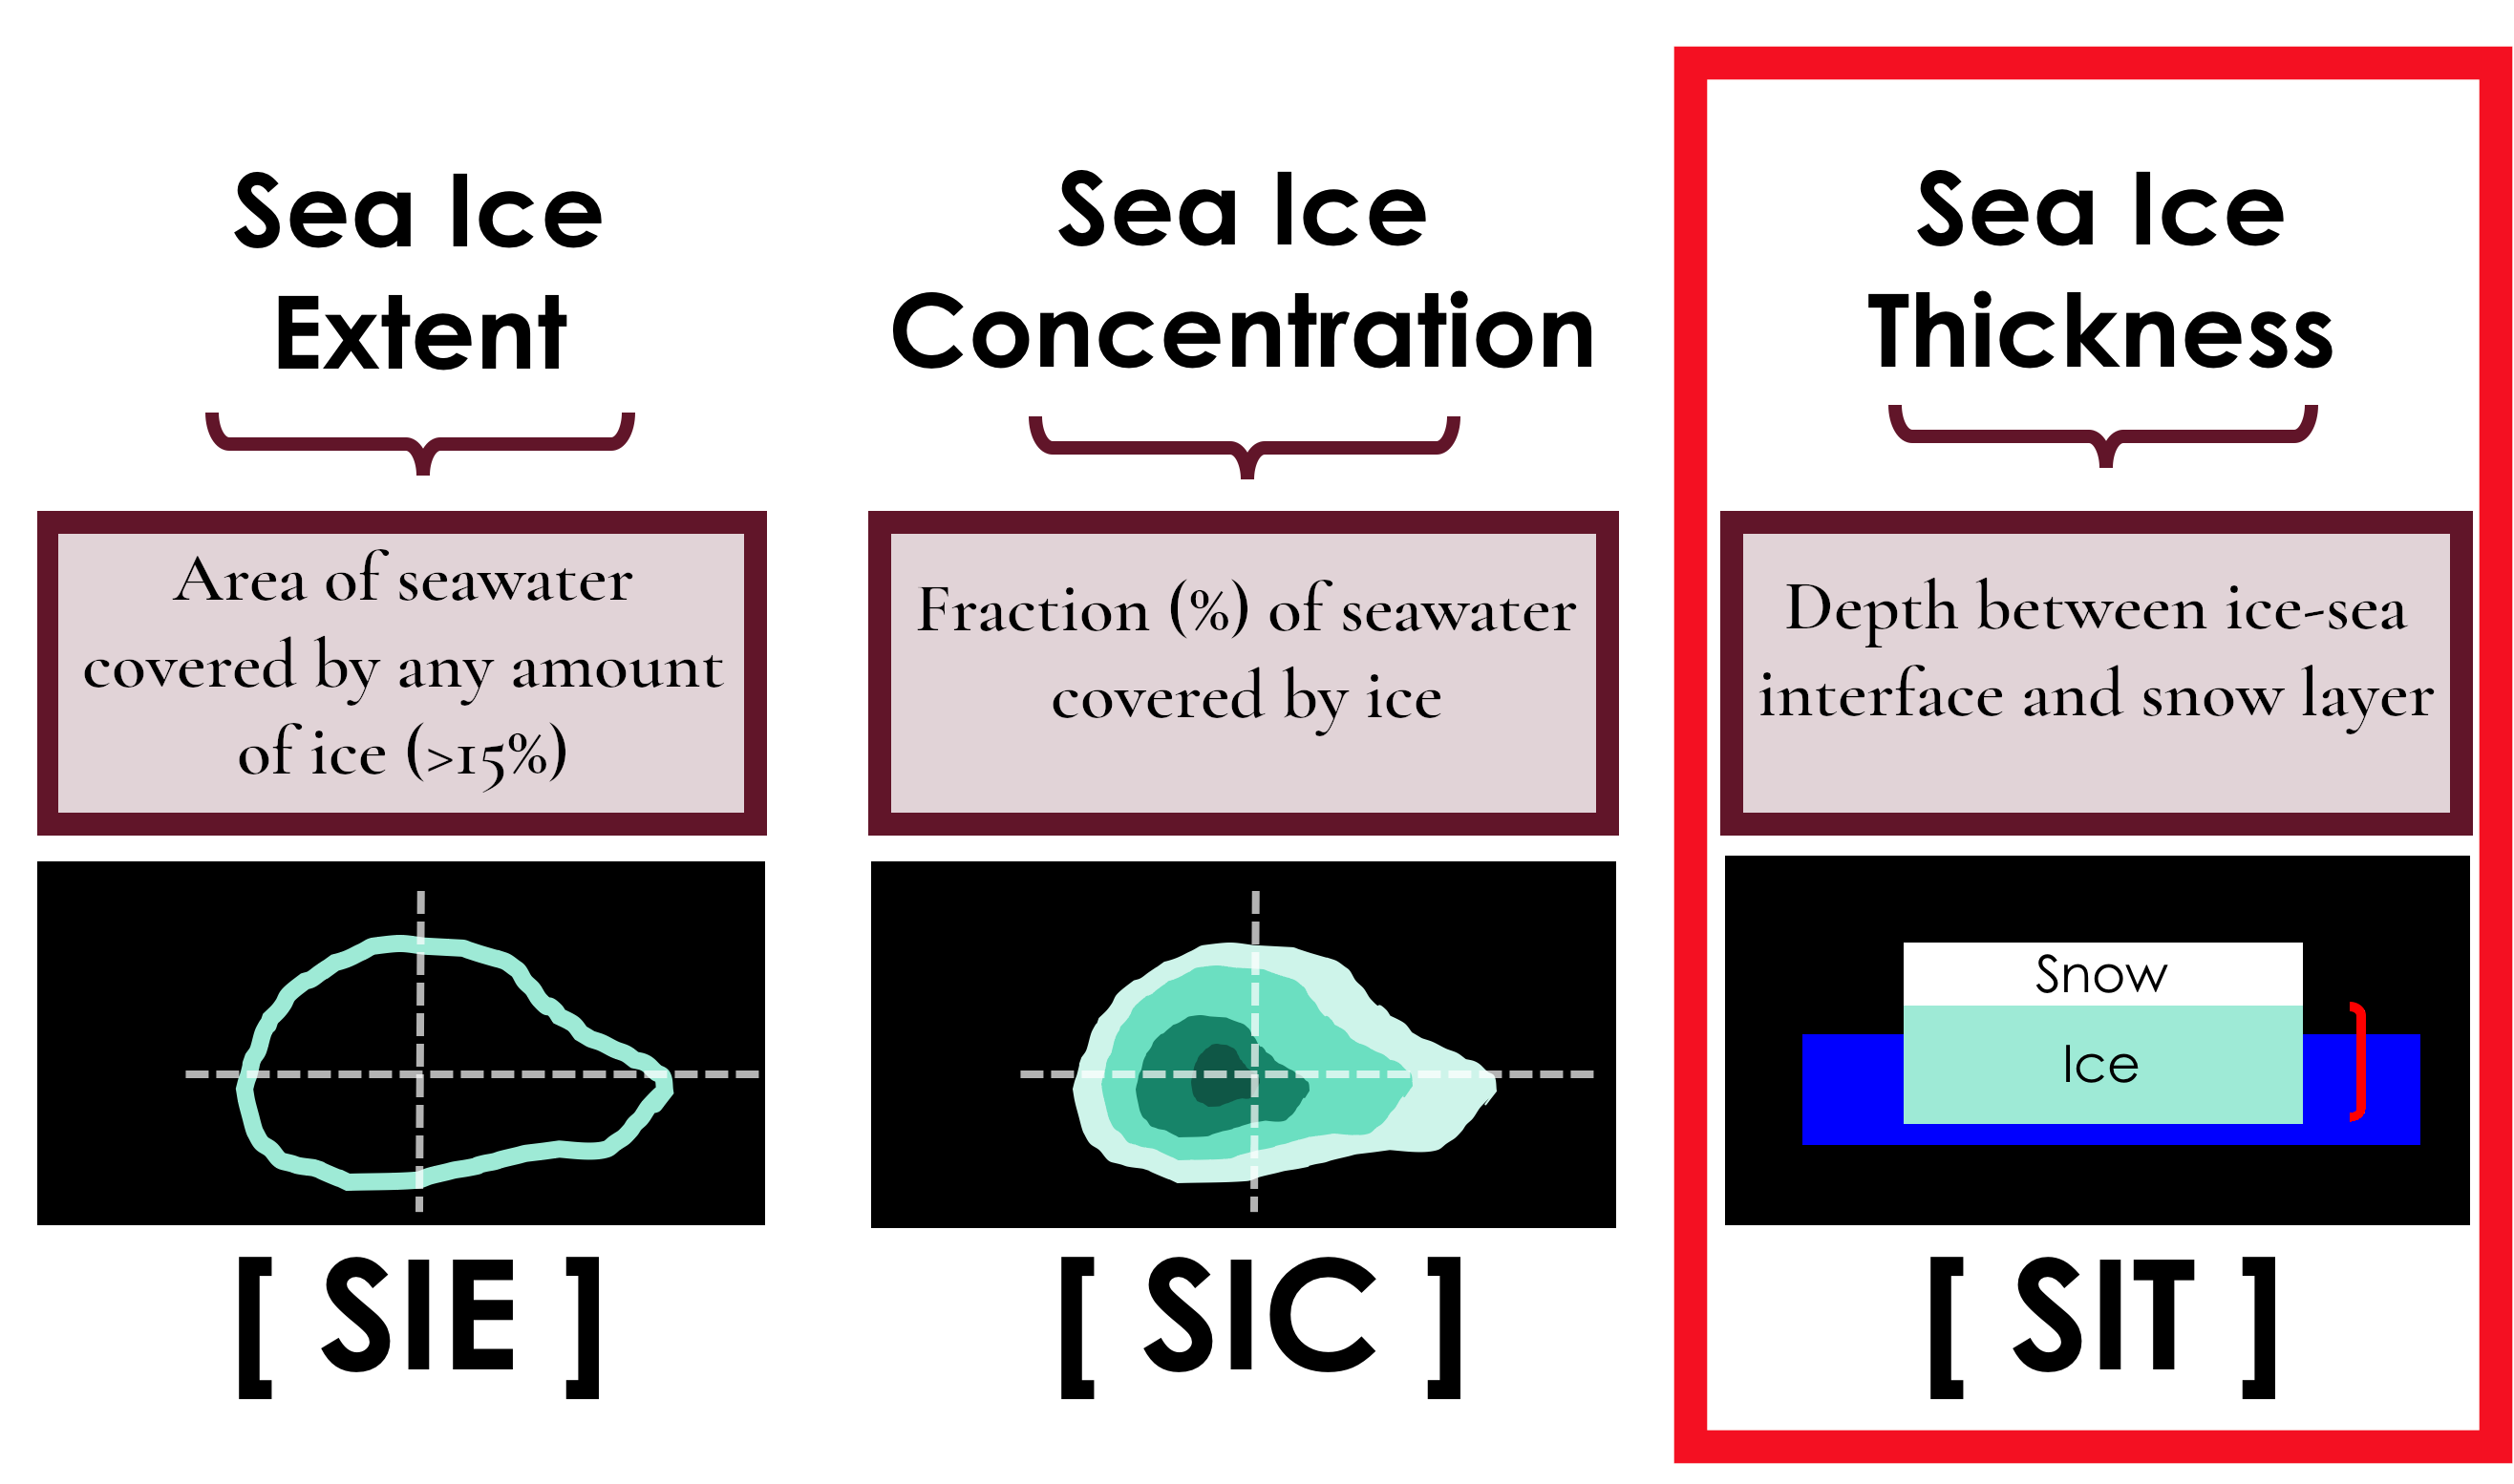 Sea Ice
Extent
Area of seawater
covered by any amount
of ice (>15%)
[ SIE ]
Sea Ice
Concentration
Fraction (%) of seawater
covered by ice
[ SIC ]
Sea Ice
Thickness
Depth between ice-sea
interface and snow layer
Snow
Ice
[ SIT ]